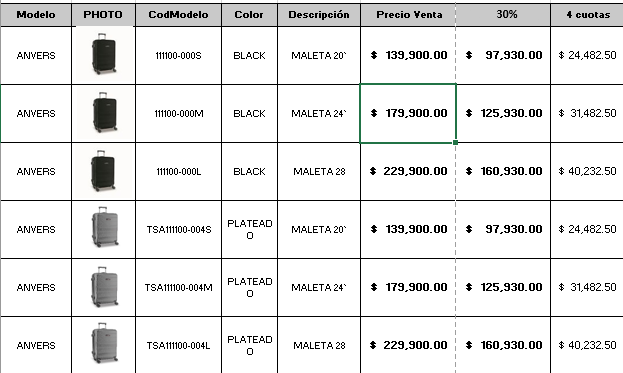 Modelo PHOTO CodModelo Color Descripción Precio Venta 30% 4 cuotas
ANVERS 111100-000S BLACK MALETA 20` $ 139,900.00 $ 97,930.00 $ 24,482.50
ANVERS 111100-000M BLACK MALETA 24` $ 179,900.00 $ 125,930.00 $ 31,482.50
ANVERS 111100-000L BLACK MALETA 28 $ 229,900.00 $ 160,930.00 $ 40,232.50
ANVERS TSA111100-004S PLATEAD
O MALETA 20` $ 139,900.00 $ 97,930.00 $ 24,482.50
ANVERS TSA111100-004M PLATEAD
O MALETA 24` $ 179,900.00 $ 125,930.00 $ 31,482.50
ANVERS TSA111100-004L PLATEAD
O MALETA 28 $ 229,900.00 $ 160,930.00 $ 40,232.50